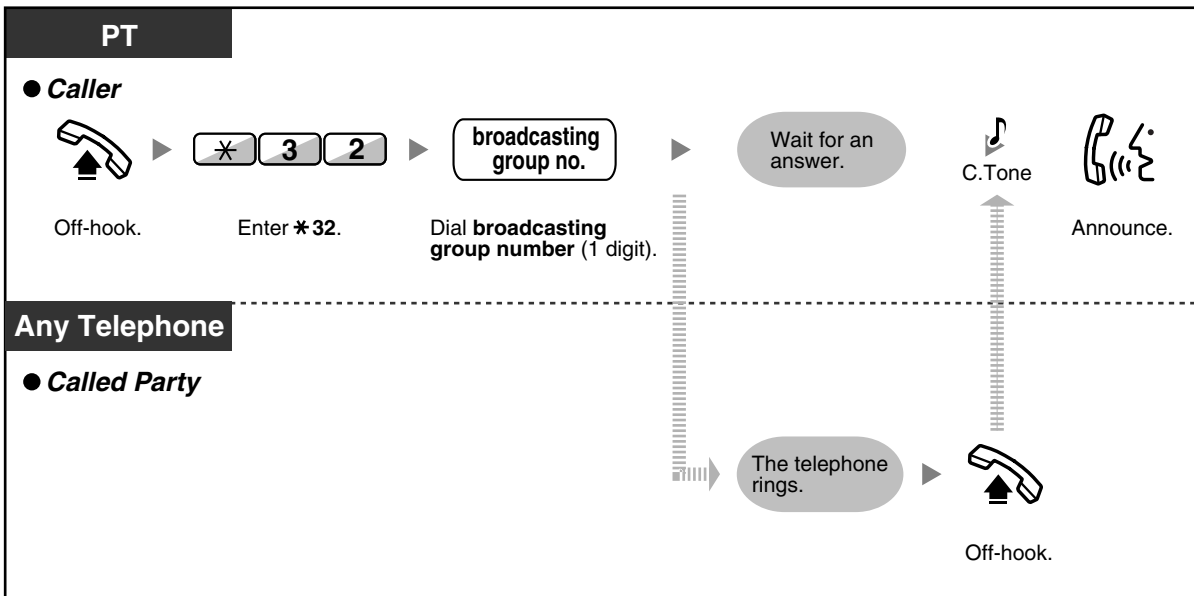 PT
● Caller
✳ 3 2
broadcasting
group no.
Wait for an
answer.
C.Tone
Off-hook.
Enter ✳32.
Dial broadcasting
group number (1 digit).
Announce.
Any Telephone
● Called Party
The telephone
rings.
Off-hook.